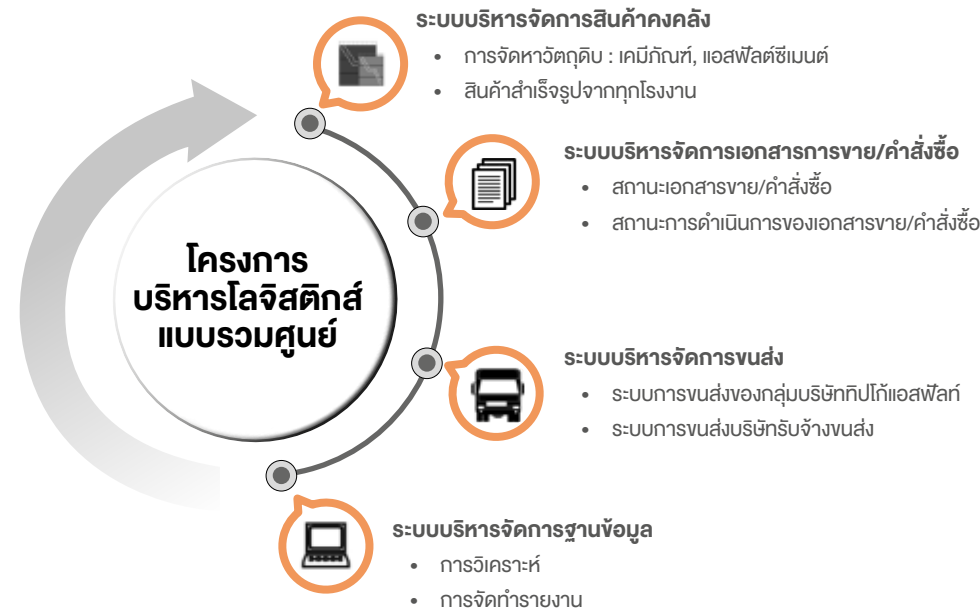 ระบบบริหารจัดการสินค้าคงคลัง
• การจัดหาวัตถุดิบ : เคมีภัณฑ์, แอสฟัลต์ซีเมนต์
• สินค้าสำเร็จรูปจากทุกโรงงาน
ระบบบริหารจัดการเอกสารการขาย/คำสั่งซื้อ
• สถานะเอกสารขาย/คำสั่งซื้อ
• สถานะการดำเนินการของเอกสารขาย/คำสั่งซื้อ
โครงการ
บริหารโลจิสติกส์
แบบรวมศูนย์
ระบบบริหารจัดการขนส่ง
• ระบบการขนส่งของกลุ่มบริษัททิปโก้แอสฟัลท์
• ระบบการขนส่งบริษัทรับจ้างขนส่ง
ระบบบริหารจัดการฐานข้อมูล
• การวิเคราะห์
• การจัดทำรายงาน